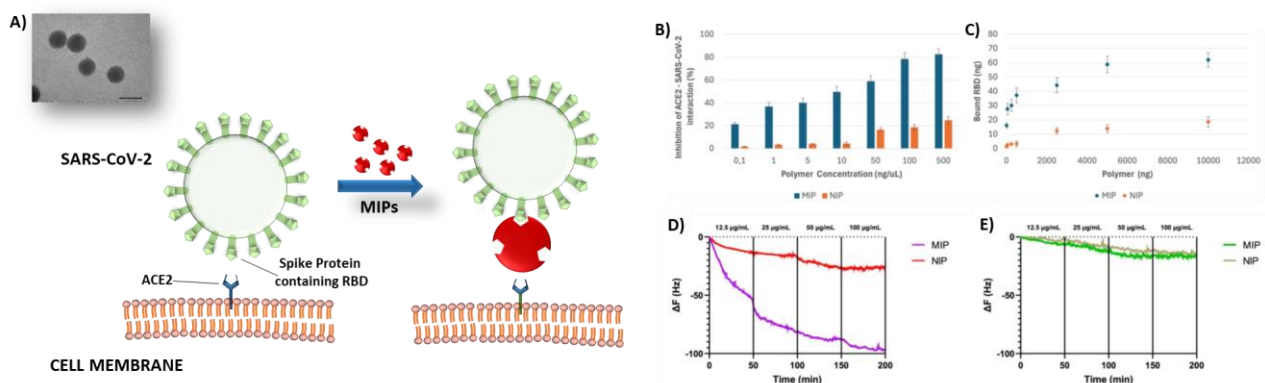 A)
SARS-CoV-2
MIPs
ACE2
Spike Protein
containing RBD
CELL MEMBRANE
B)
Inhibition of ACE2 - SARS-CoV-2
interaction (%)
100
80
60
40
20
0
0,1 1 5 10 50 100 500
Polymer Concentration (ng/uL)
MIP NIP
C)
Bound RBD (ng)
80
70
60
50
40
30
20
10
0
0 2000 4000 6000 8000 10000 12000
Polymer (ng)
MIP NIP
D)
12.5 µg/mL 25 µg/mL 50 µg/mL 100 µg/mL
ΔF (Hz)
0
-50
-100
0 50 100 150 200
Time (min)
MIP
NIP
E)
12.5 µg/mL 25 µg/mL 50 µg/mL 100 µg/mL
ΔF (Hz)
0
-50
-100
0 50 100 150 200
Time (min)
NIP
MIP